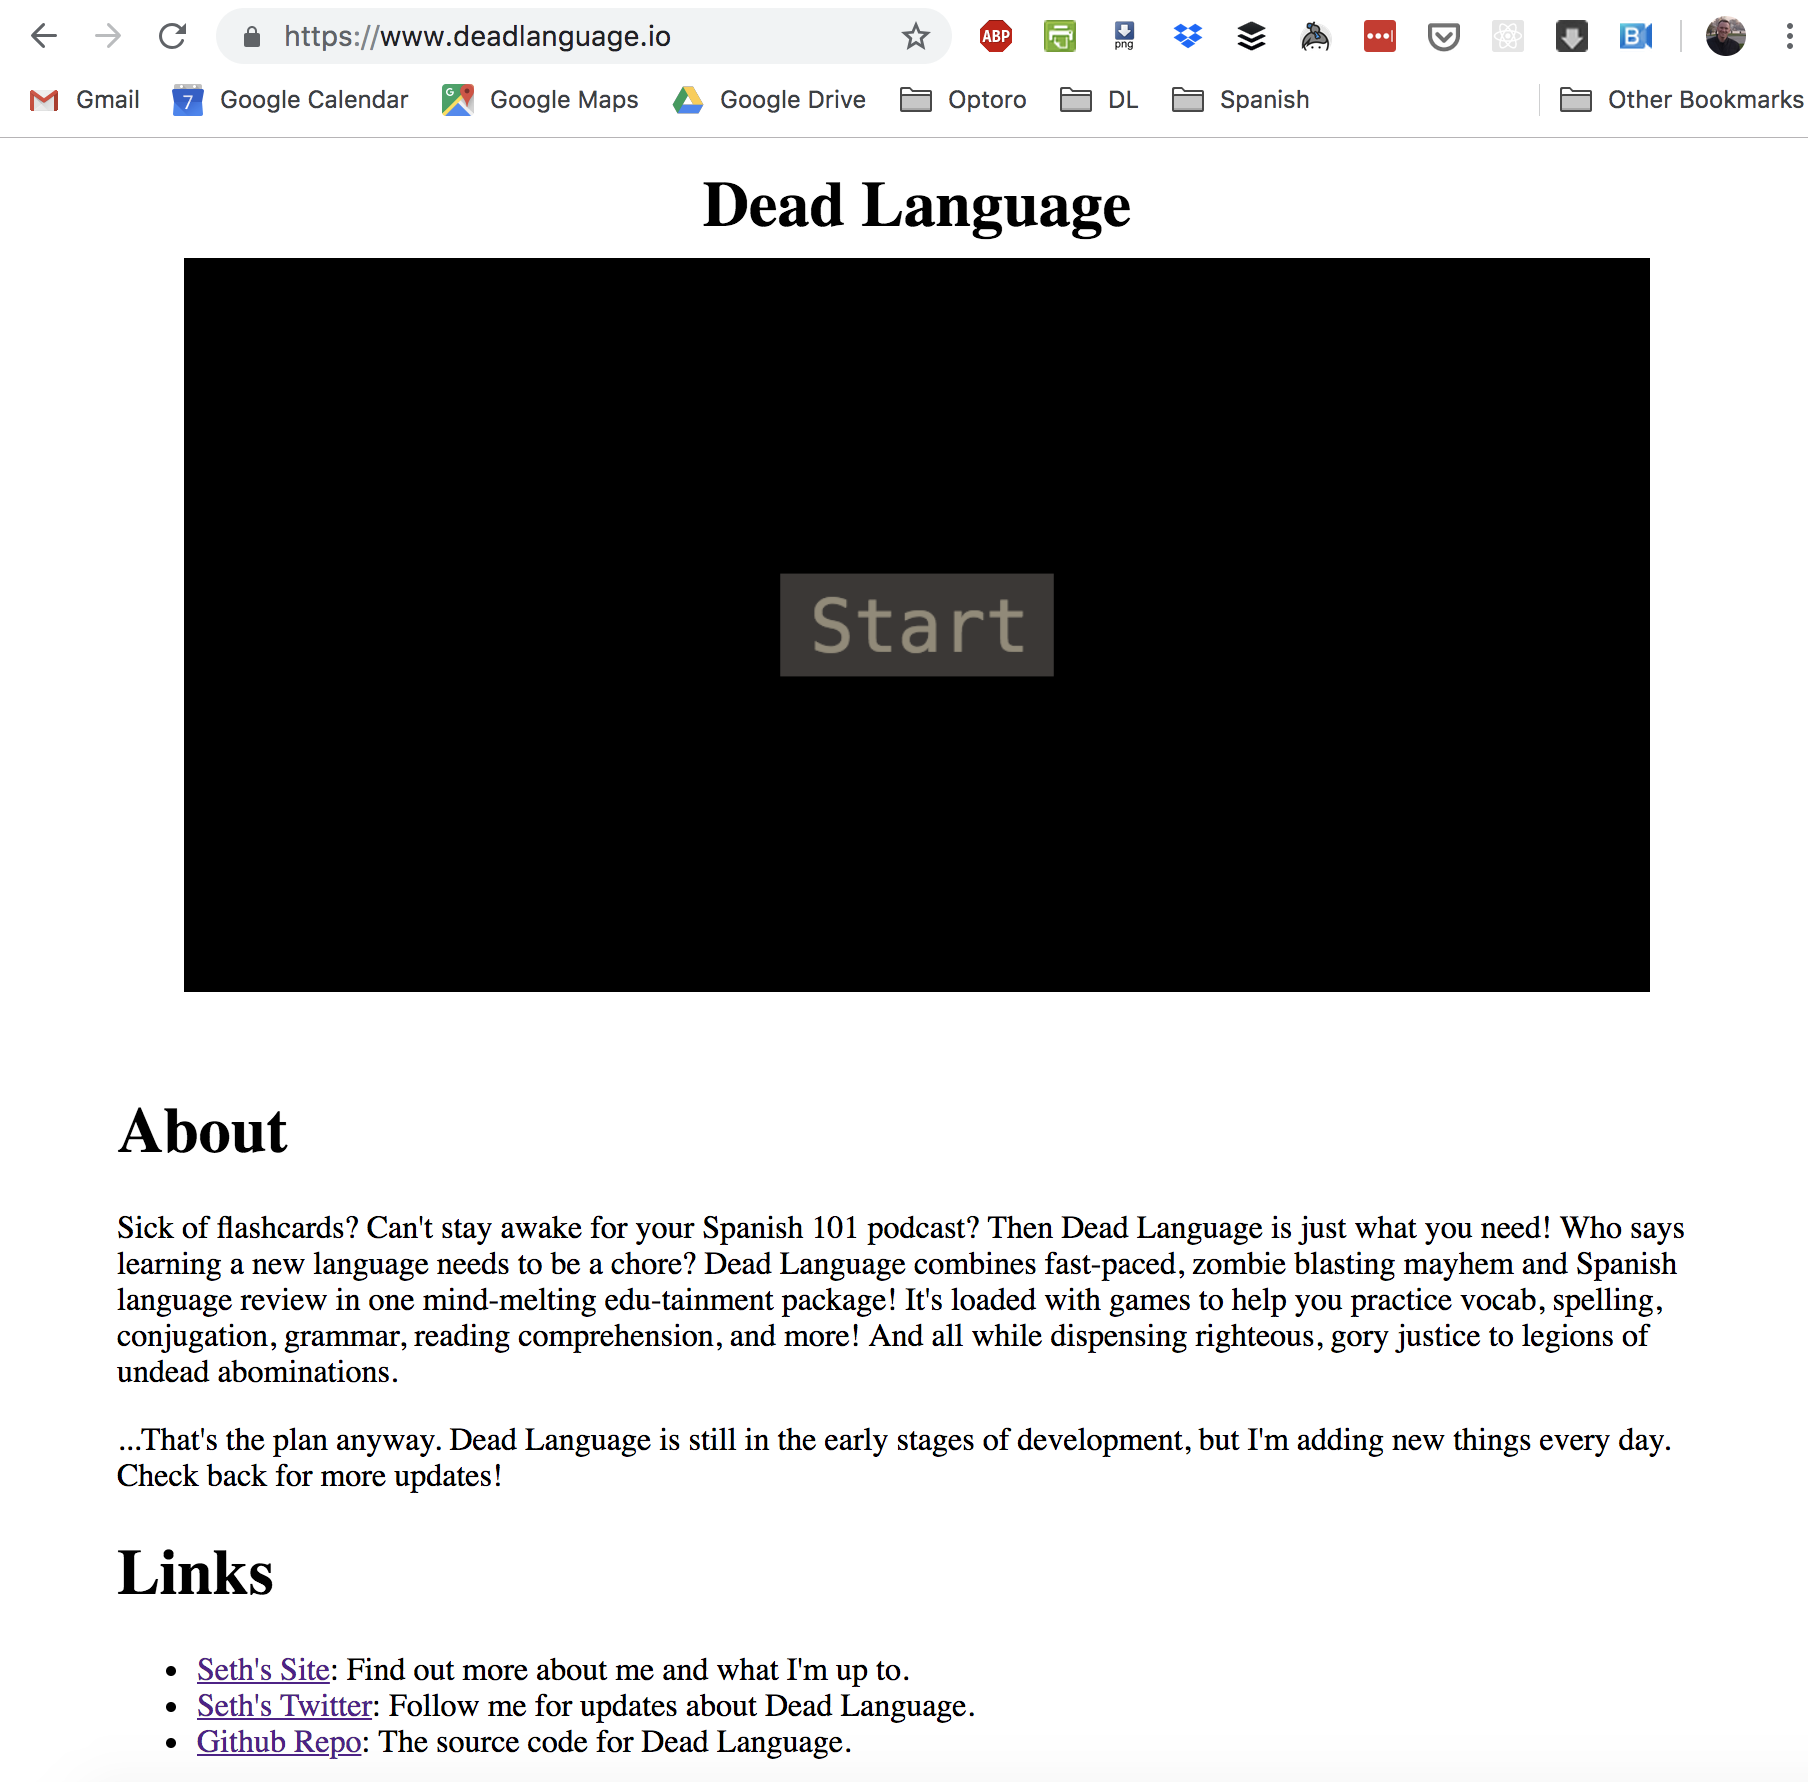 https://www.deadlanguage.io
ABP
png
B
Gmail
7
Google Calendar
G
Google Maps
Google Drive
Optoro
DL
Spanish
Other Bookmarks
Dead Language
Start
About
Sick of flashcards? Can't stay awake for your Spanish 101 podcast? Then Dead Language is just what you need! Who says
learning a new language needs to be a chore? Dead Language combines fast-paced, zombie blasting mayhem and Spanish
language review in one mind-melting edu-tainment package! It's loaded with games to help you practice vocab, spelling,
conjugation, grammar, reading comprehension, and more! And all while dispensing righteous, gory justice to legions of
undead abominations.
...That's the plan anyway. Dead Language is still in the early stages of development, but I'm adding new things every day.
Check back for more updates!
Links
• Seth's Site: Find out more about me and what I'm up to.
• Seth's Twitter: Follow me for updates about Dead Language.
• Github Repo: The source code for Dead Language.